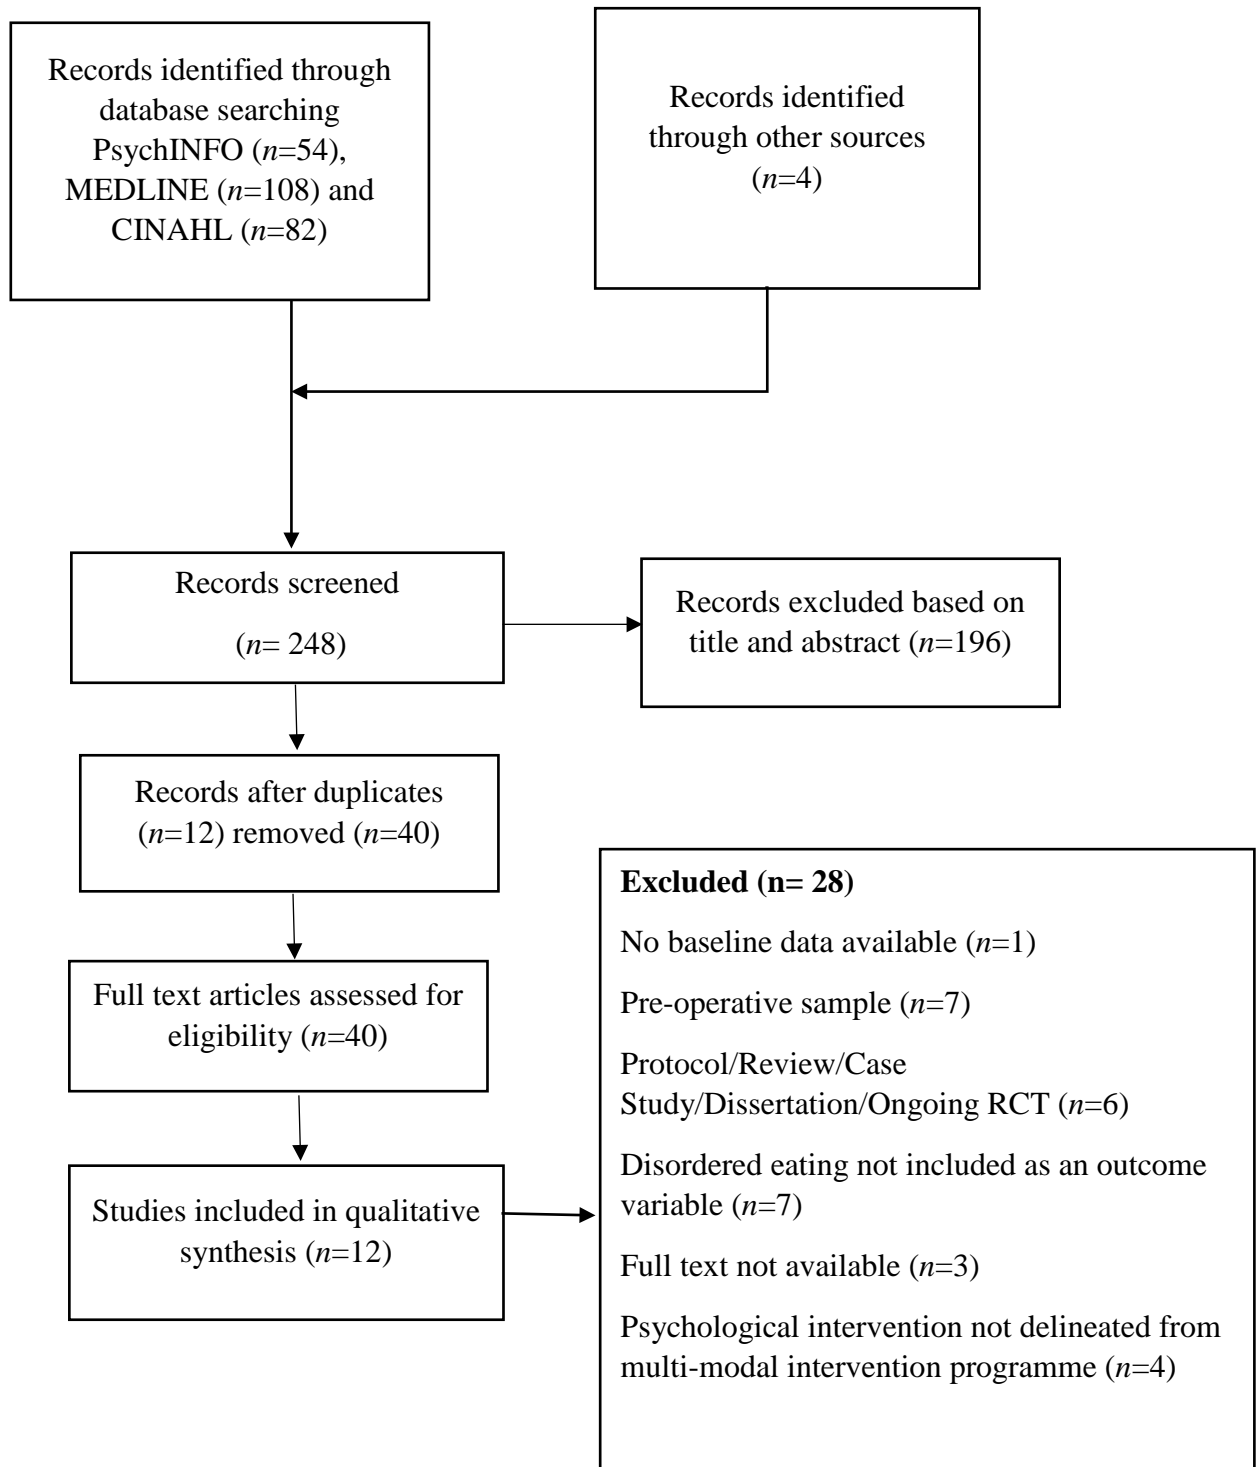 Records identified through
database searching
PsychINFO (n=54),
MEDLINE (n=108) and
CINAHL (n=82)
Records identified
through other sources
(n=4)
Records screened
(n= 248)
Records excluded based on
title and abstract (n=196)
Records after duplicates
(n=12) removed (n=40)
Full text articles assessed for
eligibility (n=40)
Studies included in qualitative
synthesis (n=12)
Excluded (n= 28)
No baseline data available (n=1)
Pre-operative sample (n=7)
Protocol/Review/Case
Study/Dissertation/Ongoing RCT (n=6)
Disordered eating not included as an outcome
variable (n=7)
Full text not available (n=3)
Psychological intervention not delineated from
multi-modal intervention programme (n=4)